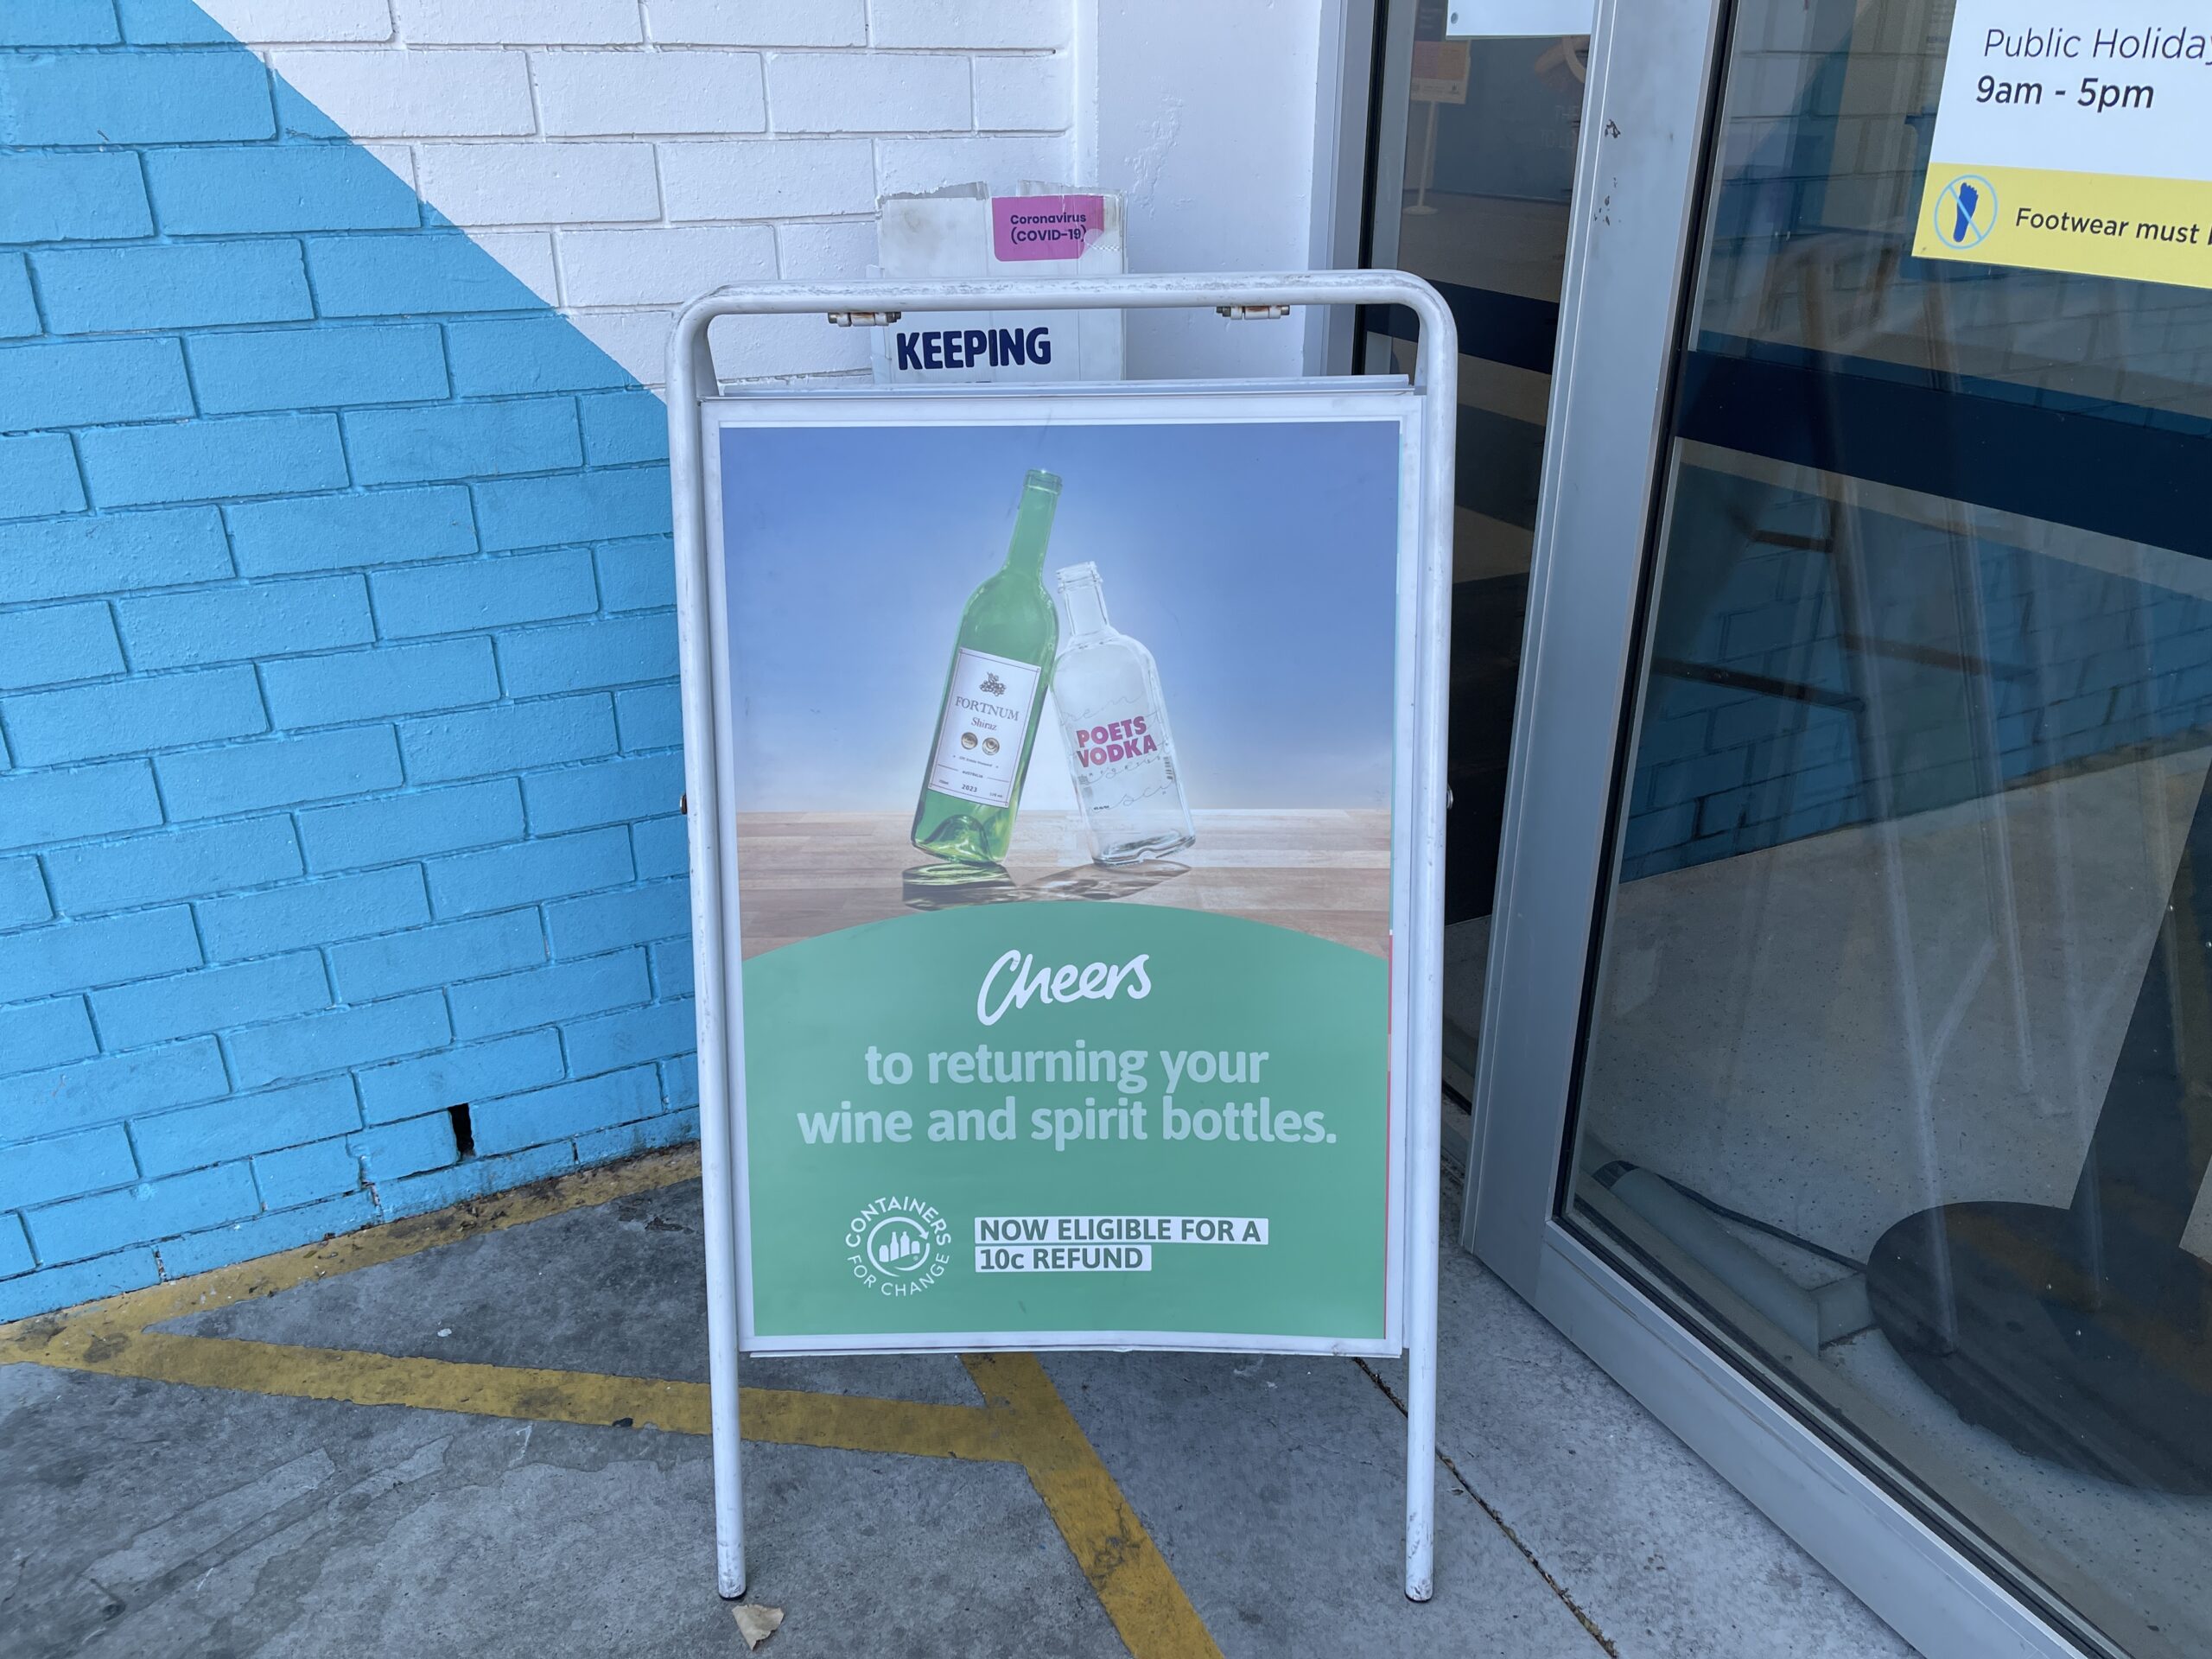 Public Holiday
9am - 5pm
Footwear must
Coronavirus
(COVID-19)
KEEPING
FORTNUM
Shiraz
AUSTRALIA
2023
POETS
VODKA
Cheers
to returning your
wine and spirit bottles.
CONTAINERS
FOR CHANGE
NOW ELIGIBLE FOR A
10c REFUND